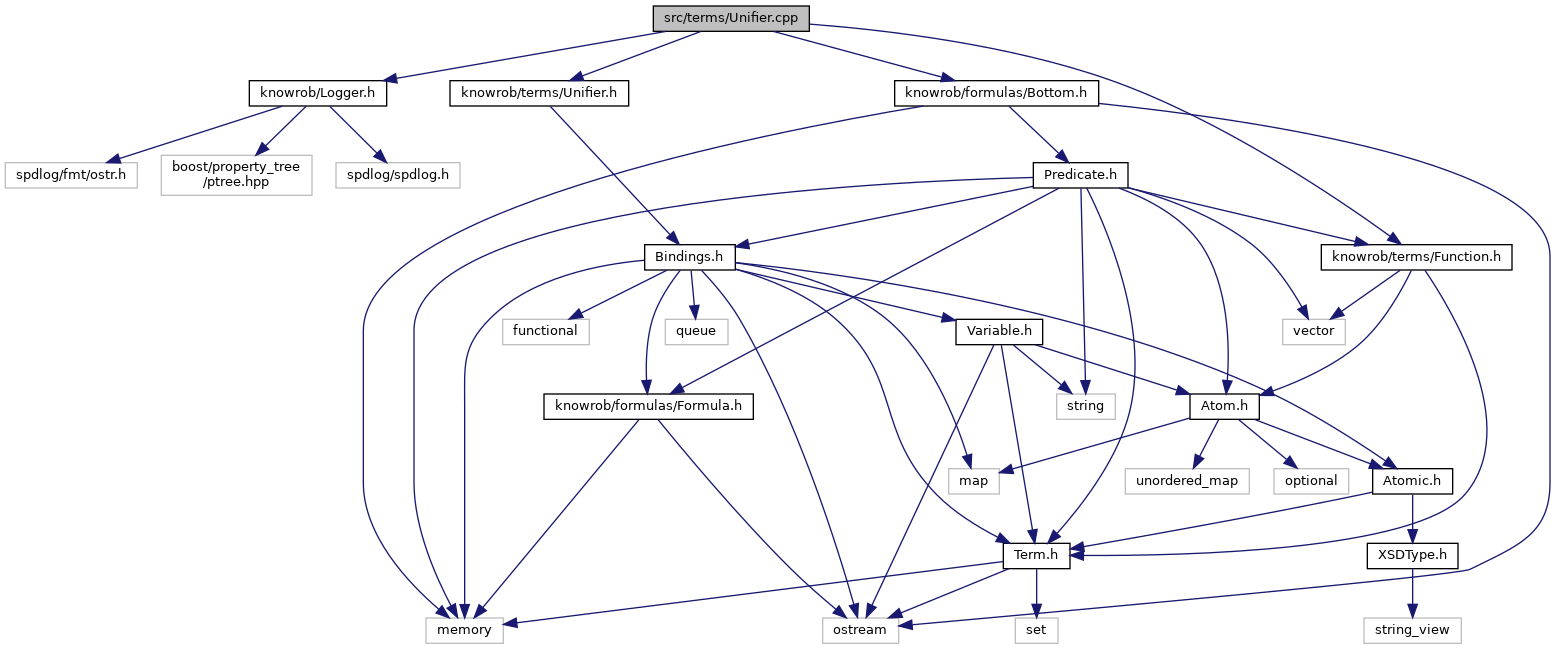 src/terms/Unifier.cpp
knowrob/Logger.h
knowrob/terms/Unifier.h
knowrob/formulas/Bottom.h
spdlog/fmt/ostr.h
boost/property_tree
/ptree.hpp
spdlog/spdlog.h
Predicate.h
Bindings.h
knowrob/terms/Function.h
functional
queue
Variable.h
vector
knowrob/formulas/Formula.h
string
Atom.h
map
unordered_map
optional
Atomic.h
Term.h
XSDType.h
memory
ostream
set
string_view